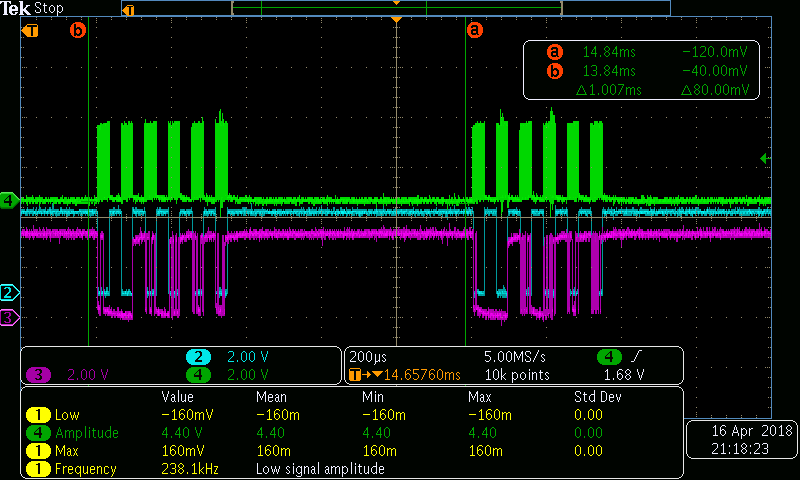 Tek Stop
T
T b a
a 14.84ms −120.0mV
b 13.84ms −40.00mV
△1.007ms △80.00mV
4
2
3
2 2.00 V
3 2.00 V 4 2.00 V
200µs 5.00MS/s 4
T→▼14.65760ms 10k points 1.68 V
Value Mean Min Max Std Dev
1 Low −160mV −160m −160m −160m 0.00
4 Amplitude 4.40 V 4.40 4.40 4.40 0.00
1 Max 160mV 160m 160m 160m 0.00
1 Frequency 238.1kHz Low signal amplitude
16 Apr 2018
21:18:23